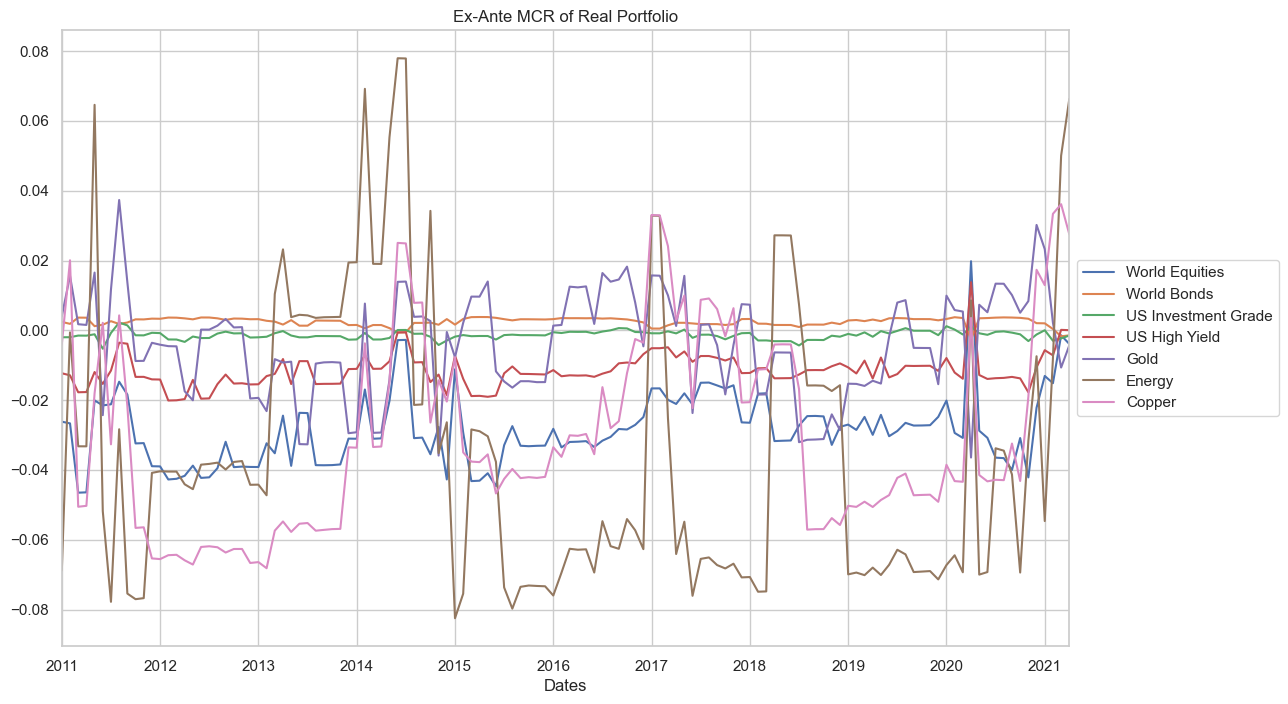 Ex-Ante MCR of Real Portfolio
0.08
0.06
0.04
0.02
0.00
−0.02
−0.04
−0.06
−0.08
2011 2012 2013 2014 2015 2016 2017 2018 2019 2020 2021
Dates
World Equities
World Bonds
US Investment Grade
US High Yield
Gold
Energy
Copper